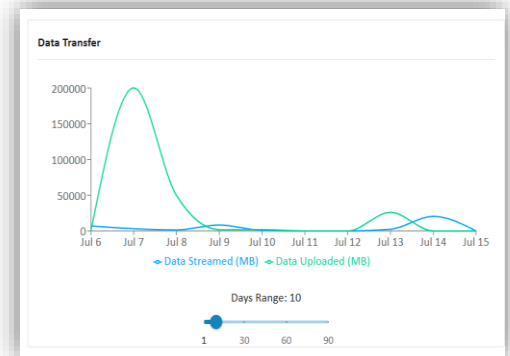 Data Transfer
200000
150000
100000
50000
0
Jul 6 Jul 7 Jul 8 Jul 9 Jul 10 Jul 11 Jul 12 Jul 13 Jul 14 Jul 15
Data Streamed (MB) Data Uploaded (MB)
Days Range: 10
1 30 60 90